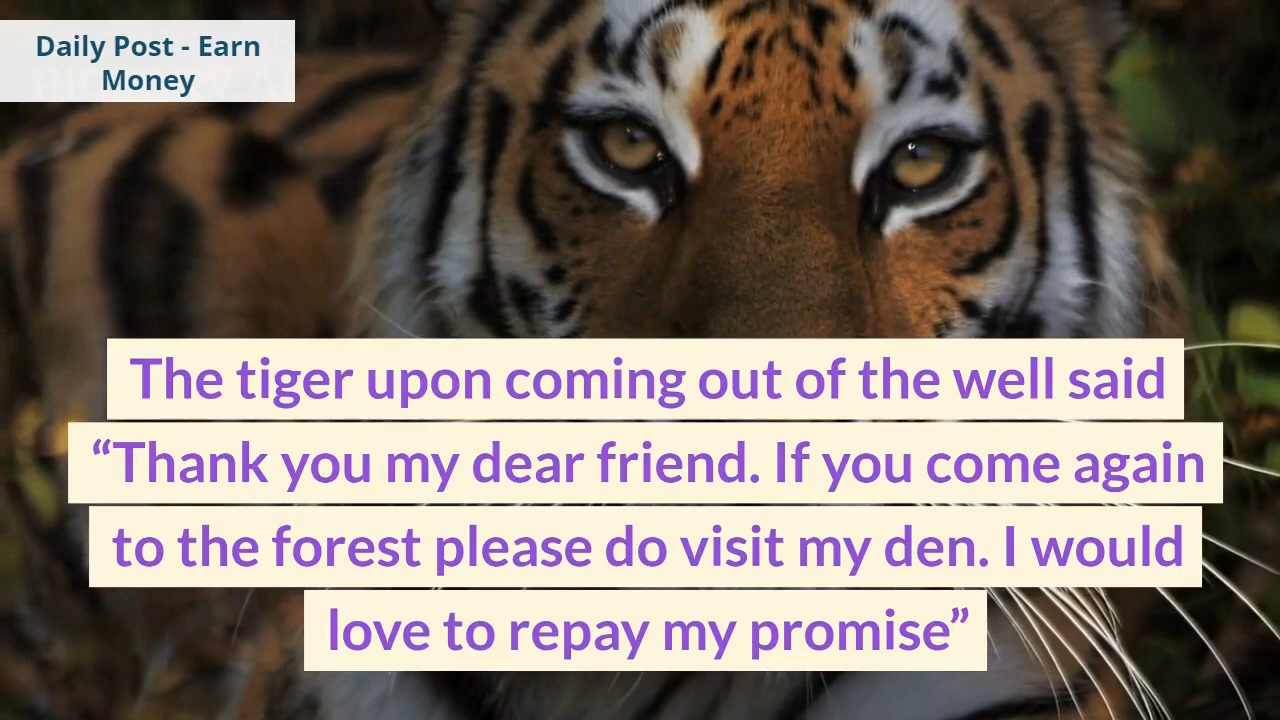 Daily Post - Earn
Money
The tiger upon coming out of the well said
“Thank you my dear friend. If you come again
to the forest please do visit my den. I would
love to repay my promise”